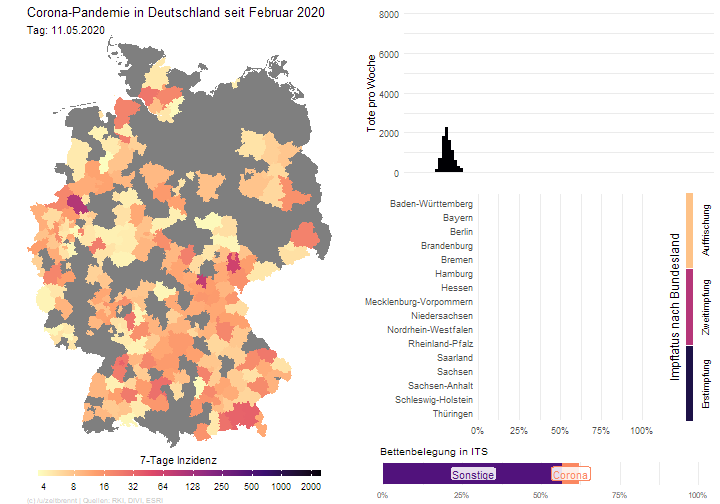 Corona-Pandemie in Deutschland seit Februar 2020
Tag: 11.05.2020
7-Tage Inzidenz
4 8 16 32 64 125 250 500 1000 2000
(c) /u/zeitbremt | Quellen: RKI, DIVI, ESRI
Tote pro Woche
8000
6000
4000
2000
0
Baden-Württemberg
Bayern
Berlin
Brandenburg
Bremen
Hamburg
Hessen
Mecklenburg-Vorpommern
Niedersachsen
Nordrhein-Westfalen
Rheinland-Pfalz
Saarland
Sachsen
Sachsen-Anhalt
Schleswig-Holstein
Thüringen
0% 25% 50% 75% 100%
Impfstatus nach Bundesland
Auffrischung
Zweitimpfung
Erstimpfung
Bettenbelegung in ITS
Sonstige
Corona
0% 25% 50% 75% 100%